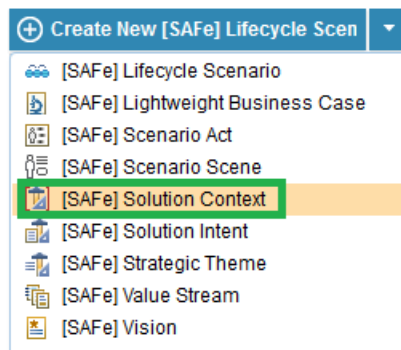 Create New [SAFe] Lifecycle Scen
[SAFe] Lifecycle Scenario
[SAFe] Lightweight Business Case
[SAFe] Scenario Act
[SAFe] Scenario Scene
[SAFe] Solution Context
[SAFe] Solution Intent
[SAFe] Strategic Theme
[SAFe] Value Stream
[SAFe] Vision